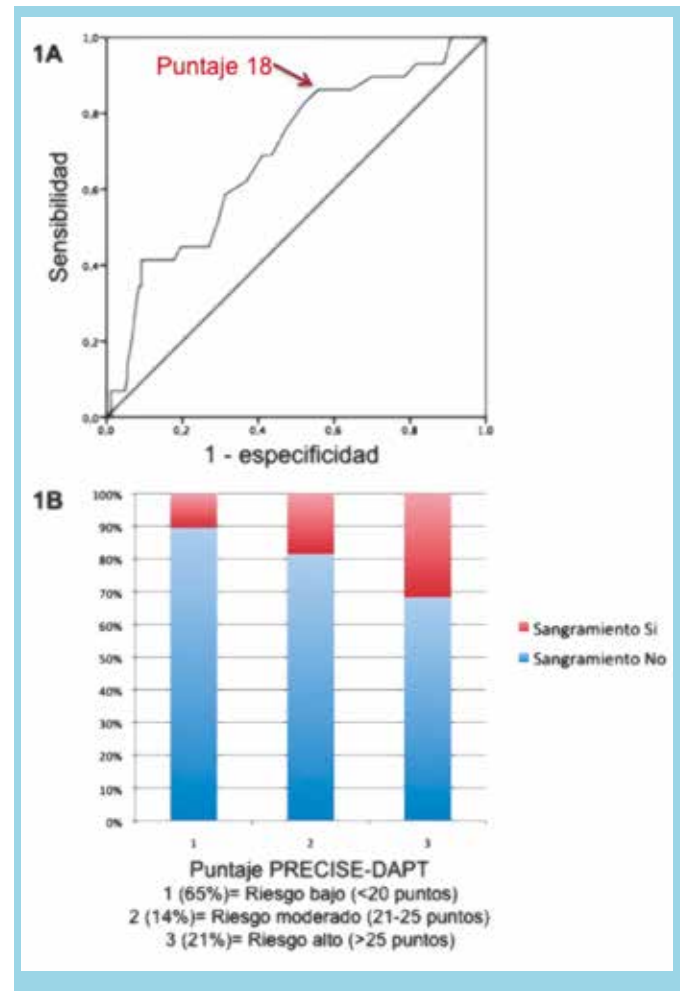 1A
Puntaje 18
1,0
0,8
0,6
0,4
0,2
0,0
Sensibilidad
0,0 0,2 0,4 0,6 0,8 1,0
1 - especificidad
1B
100%
90%
80%
70%
60%
50%
40%
30%
20%
10%
0%
Sangramiento Si
Sangramiento No
1 2 3
Puntaje PRECISE-DAPT
1 (65%)= Riesgo bajo (<20 puntos)
2 (14%)= Riesgo moderado (21-25 puntos)
3 (21%)= Riesgo alto (>25 puntos)